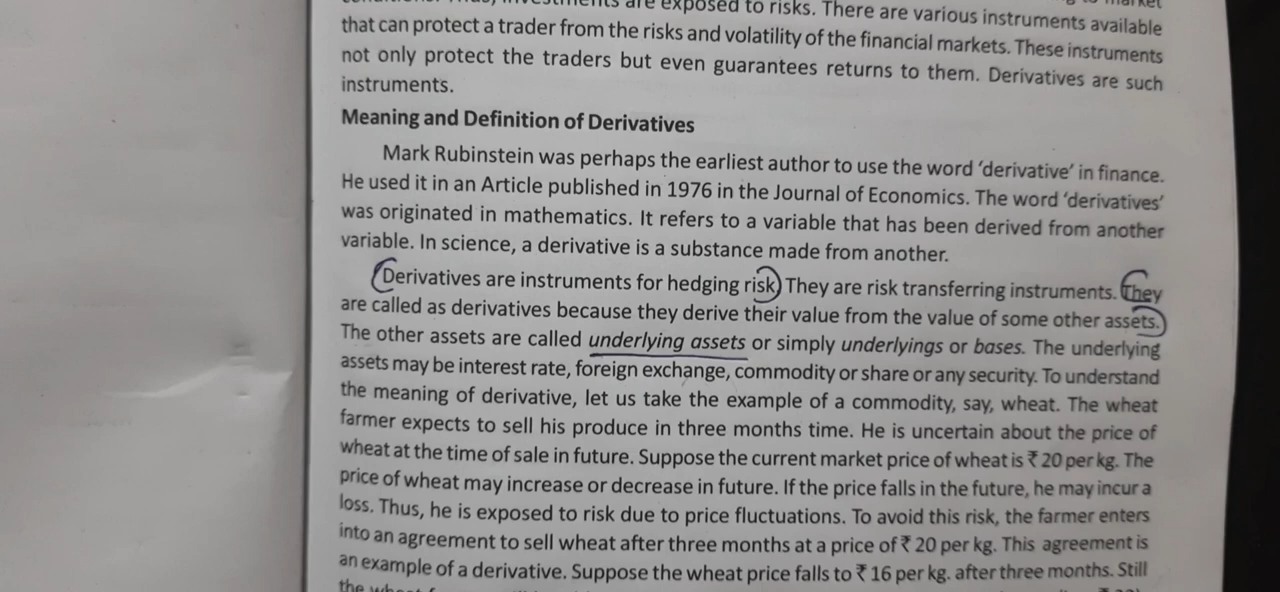 are exposed to risks. There are various instruments available
that can protect a trader from the risks and volatility of the financial markets. These instruments
not only protect the traders but even guarantees returns to them. Derivatives are such
instruments.
Meaning and Definition of Derivatives
Mark Rubinstein was perhaps the earliest author to use the word ‘derivative’ in finance.
He used it in an Article published in 1976 in the Journal of Economics. The word ‘derivatives’
was originated in mathematics. It refers to a variable that has been derived from another
variable. In science, a derivative is a substance made from another.
Derivatives are instruments for hedging risk. They are risk transferring instruments. They
are called as derivatives because they derive their value from the value of some other assets.
The other assets are called underlying assets or simply underlyings or bases. The underlying
assets may be interest rate, foreign exchange, commodity or share or any security. To understand
the meaning of derivative, let us take the example of a commodity, say, wheat. The wheat
farmer expects to sell his produce in three months time. He is uncertain about the price of
wheat at the time of sale in future. Suppose the current market price of wheat is ₹ 20 per kg. The
price of wheat may increase or decrease in future. If the price falls in the future, he may incur a
loss. Thus, he is exposed to risk due to price fluctuations. To avoid this risk, the farmer enters
into an agreement to sell wheat after three months at a price of ₹ 20 per kg. This agreement is
an example of a derivative. Suppose the wheat price falls to ₹ 16 per kg. after three months. Still